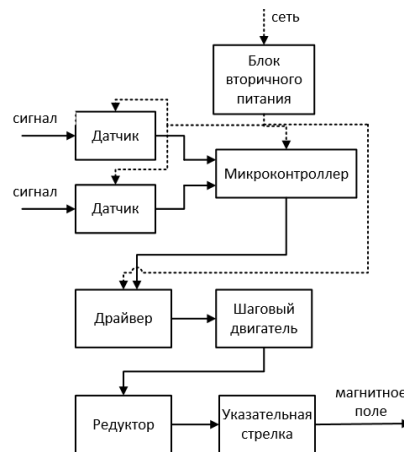 сеть
Блок
вторичного
питания
сигнал
Датчик
Микроконтроллер
сигнал
Датчик
Драйвер
Шаговый
двигатель
магнитное
поле
Редуктор
Указательная
стрелка